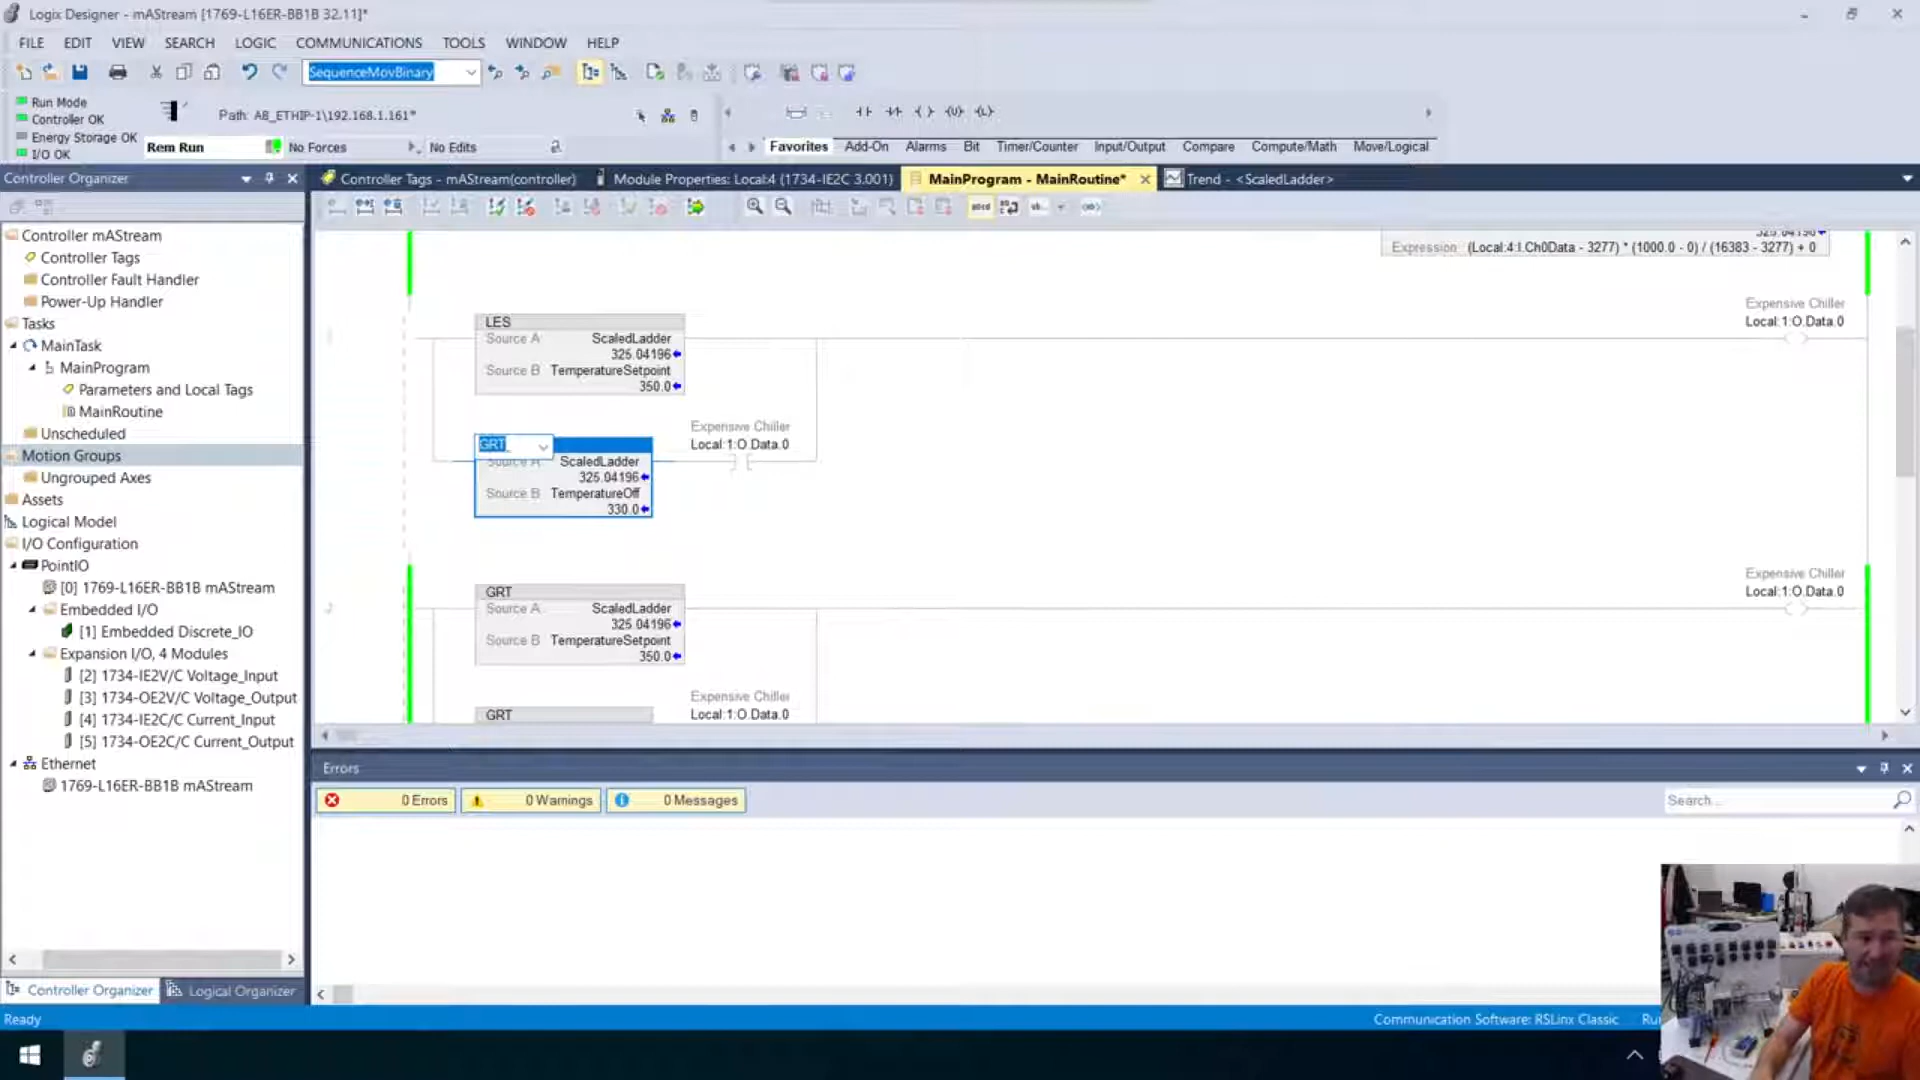 Logix Designer - mAStream [1769-L16ER-BB1B 32.11]*
FILE EDIT VIEW SEARCH LOGIC COMMUNICATIONS TOOLS WINDOW HELP
SequenceMovBinary
Run Mode
Controller OK
Energy Storage OK
I/O OK
Path: AB_ETHIP-1\192.168.1.161*
Rem Run No Forces No Edits
Favorites Add-On Alarms Bit Timer/Counter Input/Output Compare Compute/Math Move/Logical
Controller Organizer
Controller Tags - mAStream(controller) Module Properties: Local:4 (1734-IE2C 3.001) MainProgram - MainRoutine* Trend - <ScaledLadder>
Controller mAStream
Controller Tags
Controller Fault Handler
Power-Up Handler
Tasks
MainTask
MainProgram
Parameters and Local Tags
MainRoutine
Unscheduled
Motion Groups
Ungrouped Axes
Assets
Logical Model
I/O Configuration
PointIO
[0] 1769-L16ER-BB1B mAStream
Embedded I/O
[1] Embedded Discrete_IO
Expansion I/O, 4 Modules
[2] 1734-IE2V/C Voltage_Input
[3] 1734-OE2V/C Voltage_Output
[4] 1734-IE2C/C Current_Input
[5] 1734-OE2C/C Current_Output
Ethernet
1769-L16ER-BB1B mAStream
Controller Organizer Logical Organizer
325.04196
Expression (Local:4:I.Ch0Data - 3277) * (1000.0 - 0) / (16383 - 3277) + 0
LES
Source A ScaledLadder
325.04196
Source B TemperatureSetpoint
350.0
Expensive Chiller
Local:1:O.Data.0
GRT
Source A ScaledLadder
325.04196
Source B TemperatureOff
330.0
Expensive Chiller
Local:1:O.Data.0
GRT
Source A ScaledLadder
325.04196
Source B TemperatureSetpoint
350.0
Expensive Chiller
Local:1:O.Data.0
GRT
Expensive Chiller
Local:1:O.Data.0
Errors
0 Errors 0 Warnings 0 Messages
Search...
Ready
Communication Software: RSLinx Classic